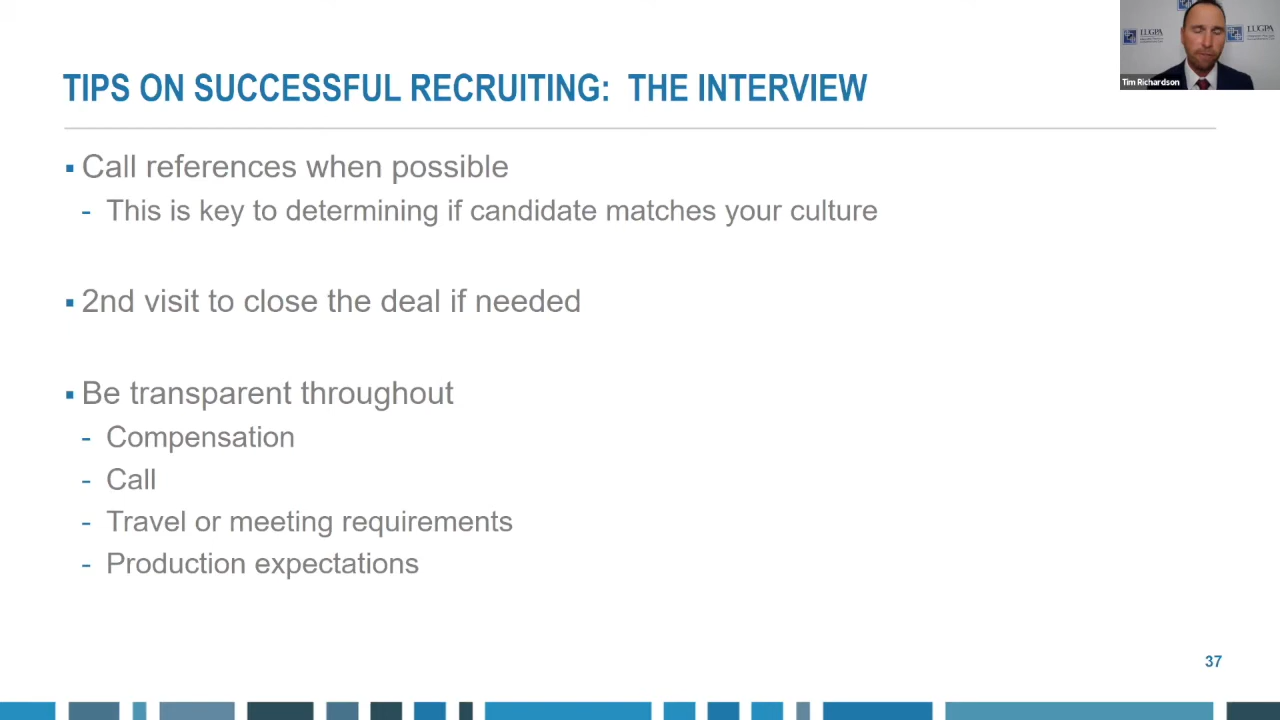 TIPS ON SUCCESSFUL RECRUITING: THE INTERVIEW
LUGPA
LUGPA
Tim Richardson
▪ Call references when possible
- This is key to determining if candidate matches your culture
▪ 2nd visit to close the deal if needed
▪ Be transparent throughout
- Compensation
- Call
- Travel or meeting requirements
- Production expectations
37